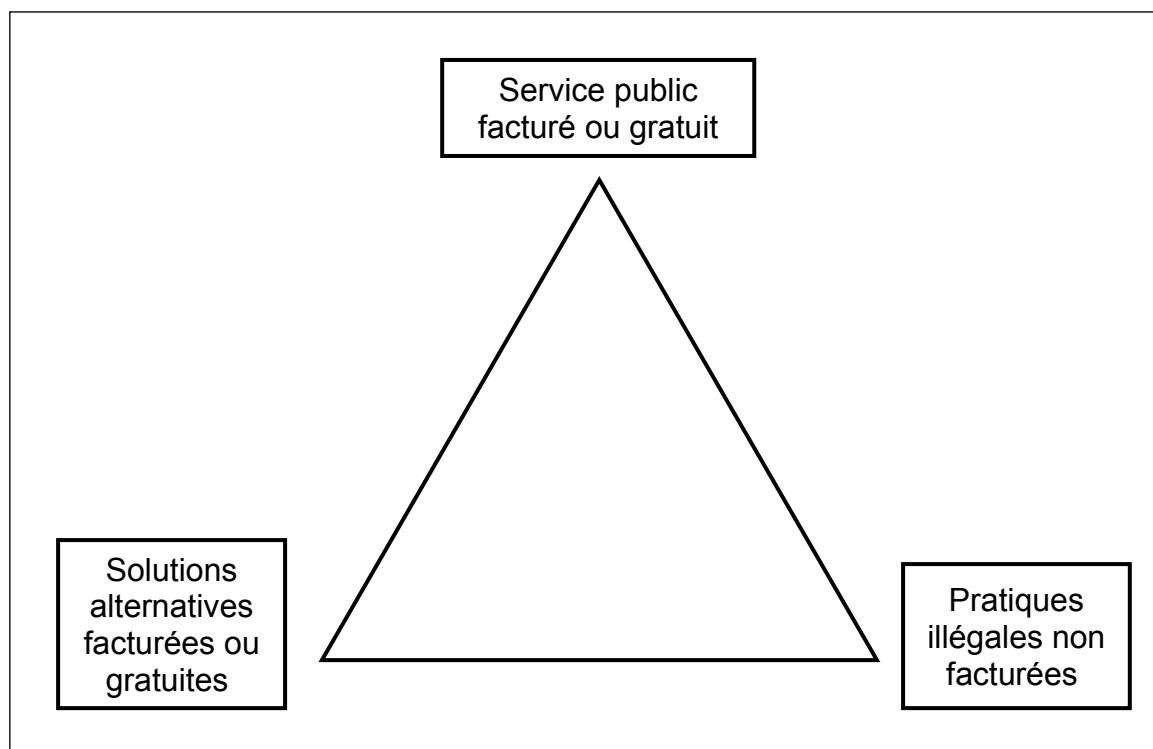 Service public
facturé ou gratuit
Solutions
alternatives
facturées ou
gratuites
Pratiques
illégales non
facturées